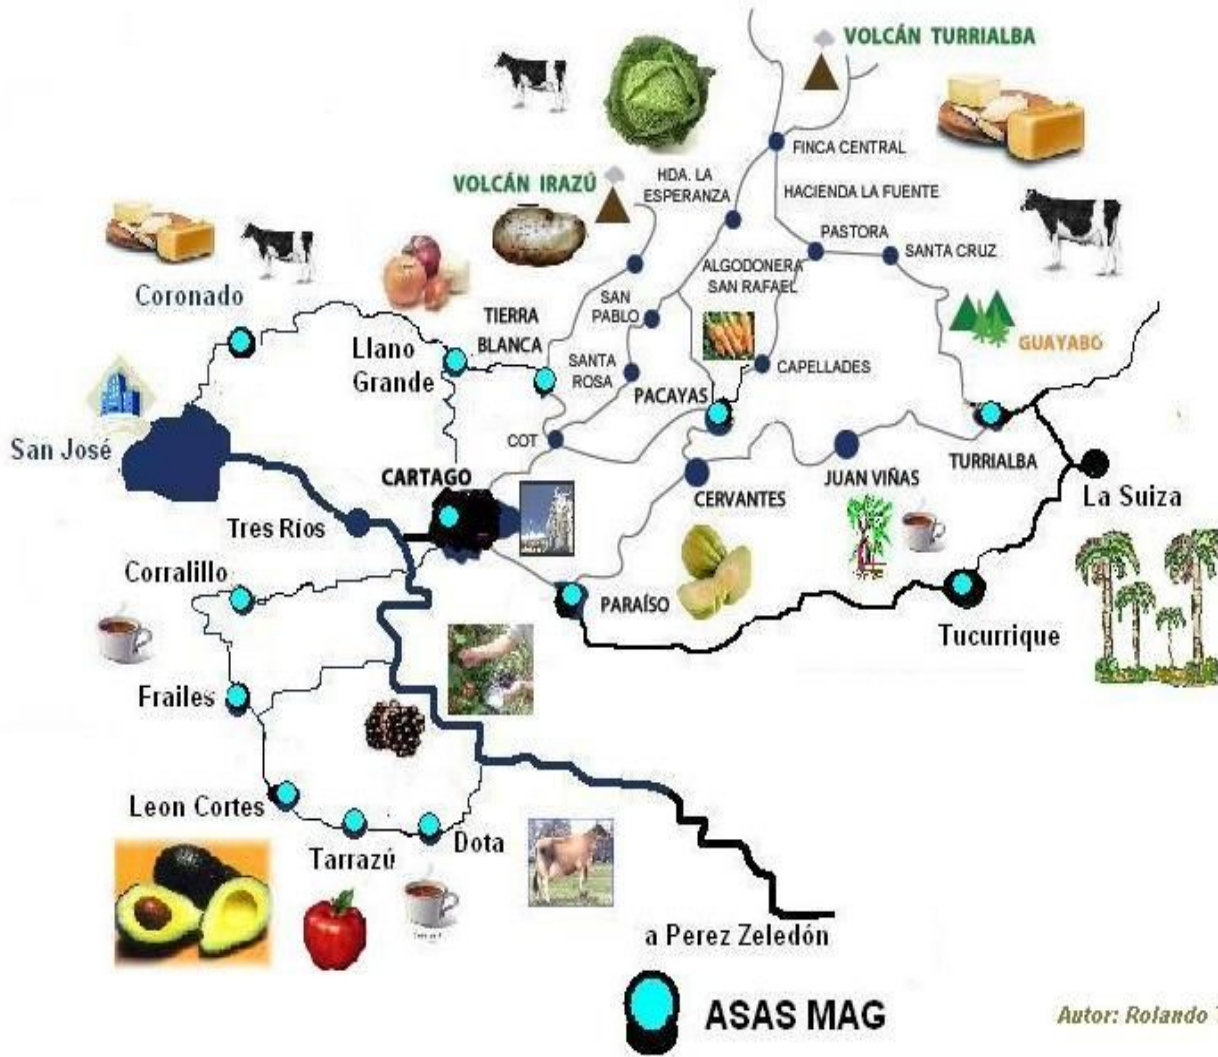 VOLCÁN TURRIALBA
FINCA CENTRAL
HDA. LA
ESPERANZA
VOLCÁN IRAZÚ
HACIENDA LA FUENTE
PASTORA
SANTA CRUZ
ALGODONERA
SAN RAFAEL
Coronado
SAN
PABLO
TIERRA
BLANCA
Llano
Grande
SANTA
ROSA
GUAYABO
CAPELLADES
PACAYAS
San José
COT
CARTAGO
TURRIALBA
JUAN VIÑAS
CERVANTES
La Suiza
Tres Ríos
Corralillo
PARAÍSO
Tucurrique
Frailes
Leon Cortes
Tarrazú
Dota
a Perez Zeledón
ASAS MAG
Autor: Rolando